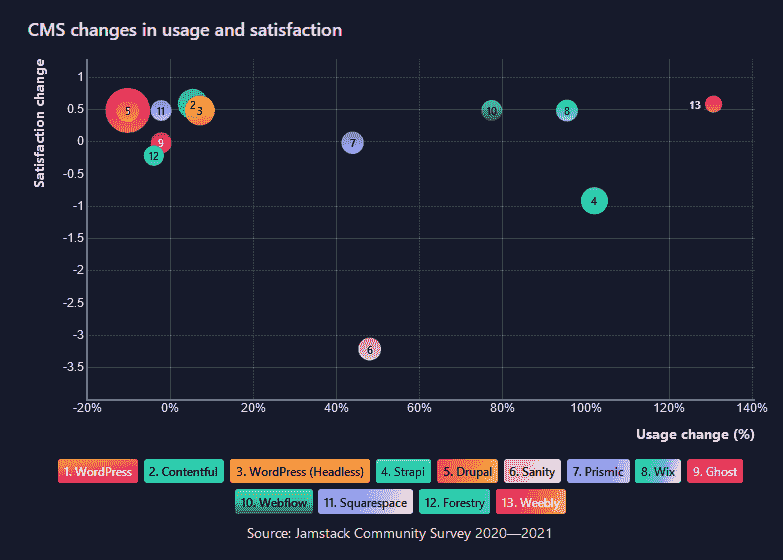 CMS changes in usage and satisfaction
Satisfaction change
1
0.5
0
-0.5
-1
-1.5
-2
-2.5
-3
-3.5
5
11
2
3
10
8
13
9
12
7
4
6
-20%
0%
20%
40%
60%
80%
100%
120%
140%
Usage change (%)
1. WordPress
2. Contentful
3. WordPress (Headless)
4. Strapi
5. Drupal
6. Sanity
7. Prismic
8. Wix
9. Ghost
10. Webflow
11. Squarespace
12. Forestry
13. Weebly
Source: Jamstack Community Survey 2020—2021